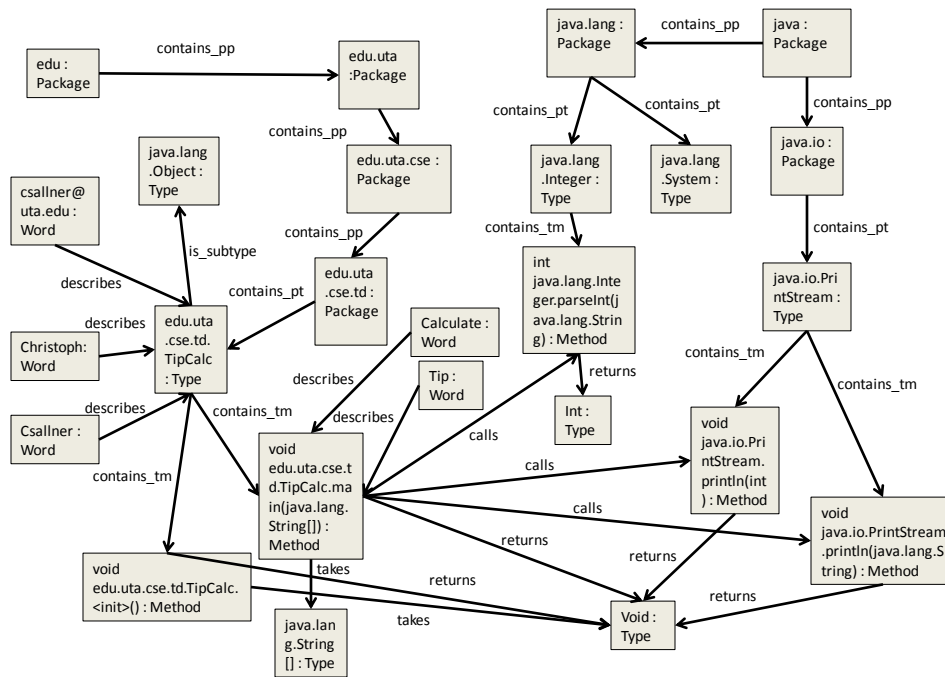 edu :
Package
contains_pp
edu.uta
:Package
java.lang :
Package
contains_pp
java :
Package
contains_pt
contains_pt
contains_pp
contains_pp
java.lang
.Object :
Type
edu.uta.cse :
Package
java.lang
.Integer :
Type
java.lang
.System :
Type
java.io :
Package
csallner@
uta.edu :
Word
is_subtype
contains_pp
contains_tm
contains_pt
describes
contains_pt
edu.uta
.cse.td :
Package
int
java.lang.Inte
ger.parseInt(j
ava.lang.Strin
g) : Method
java.io.Pri
ntStream :
Type
describes
Christoph:
Word
edu.uta
.cse.td.
TipCalc
: Type
Calculate :
Word
contains_tm
contains_tm
describes
Tip :
Word
returns
describes
Csallner :
Word
contains_tm
describes
calls
Int :
Type
void
java.io.Pri
ntStream.
println(int
) : Method
contains_tm
void
edu.uta.cse.t
d.TipCalc.ma
in(java.lang.
String[]) :
Method
calls
calls
void
java.io.PrintStream
.println(java.lang.S
tring) : Method
returns
returns
void
edu.uta.cse.td.TipCalc.
<init>() : Method
takes
returns
takes
returns
java.lan
g.String
[] : Type
Void :
Type